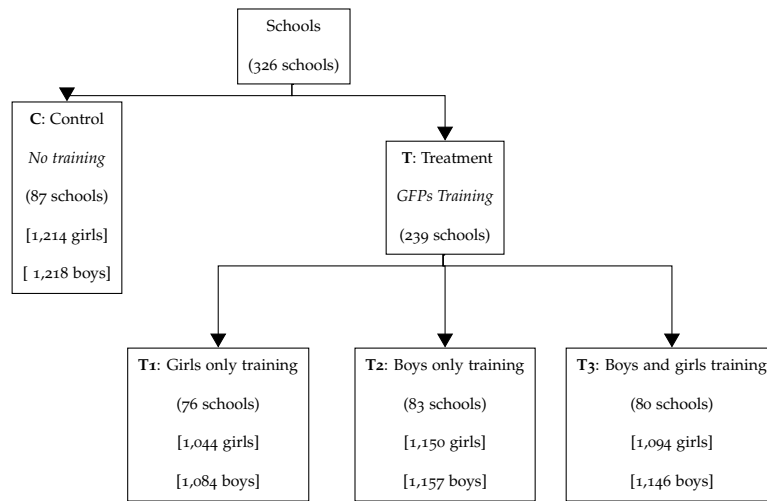 Schools
(326 schools)
C: Control
No training
(87 schools)
[1,214 girls]
[ 1,218 boys]
T: Treatment
GFPs Training
(239 schools)
T1: Girls only training
(76 schools)
[1,044 girls]
[1,084 boys]
T2: Boys only training
(83 schools)
[1,150 girls]
[1,157 boys]
T3: Boys and girls training
(80 schools)
[1,094 girls]
[1,146 boys]